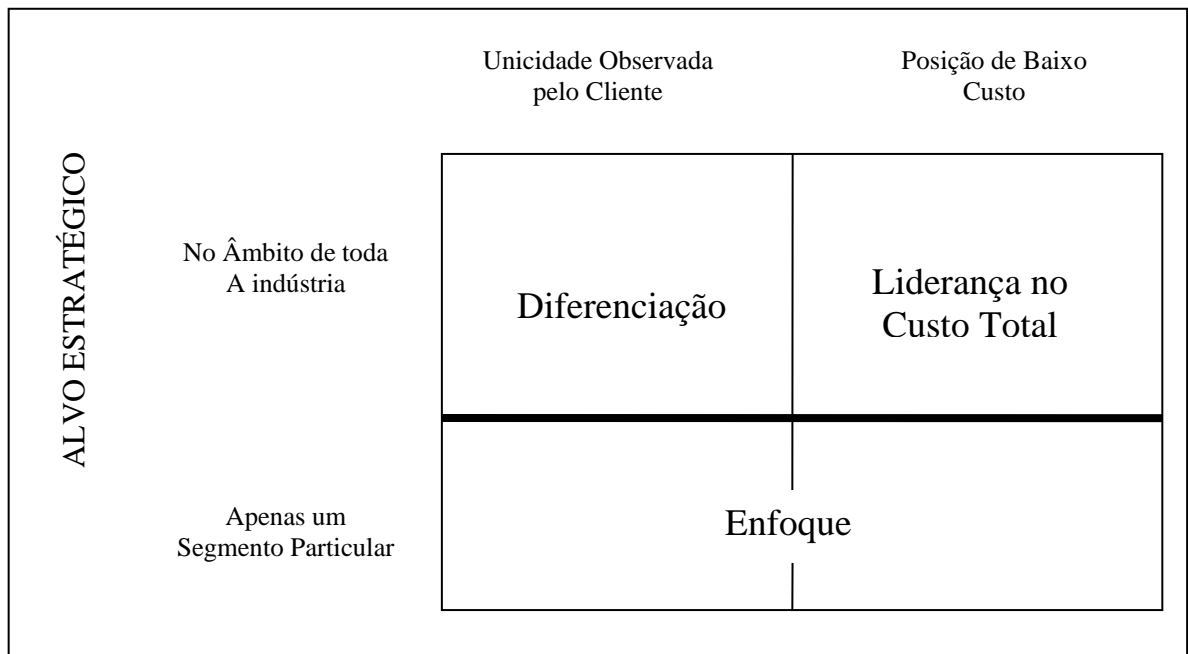 Unicidade Observada
pelo Cliente
Posição de Baixo
Custo
ALVO ESTRATÉGICO
No Âmbito de toda
A indústria
Diferenciação
Liderança no
Custo Total
Apenas um
Segmento Particular
Enfoque